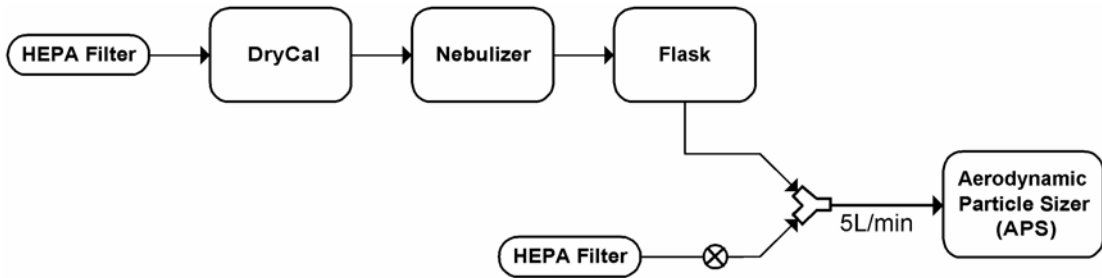 HEPA Filter
DryCal
Nebulizer
Flask
Aerodynamic
Particle Sizer
(APS)
5L/min
HEPA Filter